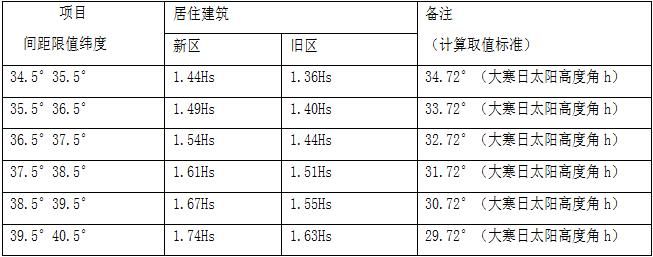 项目 居住建筑 备注
间距限值纬度 新区 旧区 （计算取值标准）
34.5° 35.5° 1.44Hs 1.36Hs 34.72°（大寒日太阳高度角h）
35.5° 36.5° 1.49Hs 1.40Hs 33.72°（大寒日太阳高度角h）
36.5° 37.5° 1.54Hs 1.44Hs 32.72°（大寒日太阳高度角h）
37.5° 38.5° 1.61Hs 1.51Hs 31.72°（大寒日太阳高度角h）
38.5° 39.5° 1.67Hs 1.55Hs 30.72°（大寒日太阳高度角h）
39.5° 40.5° 1.74Hs 1.63Hs 29.72°（大寒日太阳高度角h）